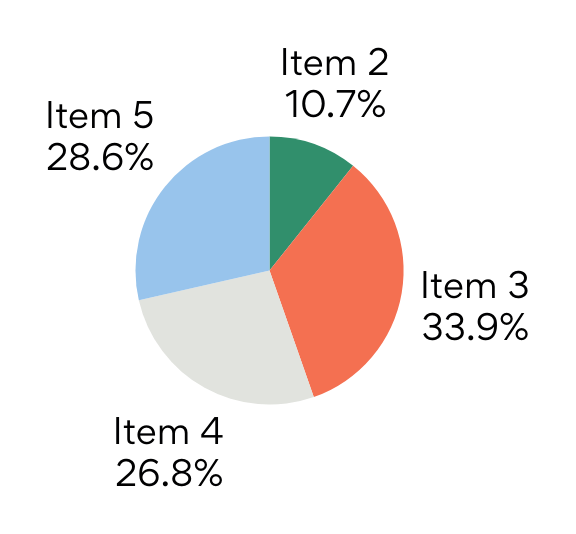 Item 2
10.7%
Item 5
28.6%
Item 3
33.9%
Item 4
26.8%